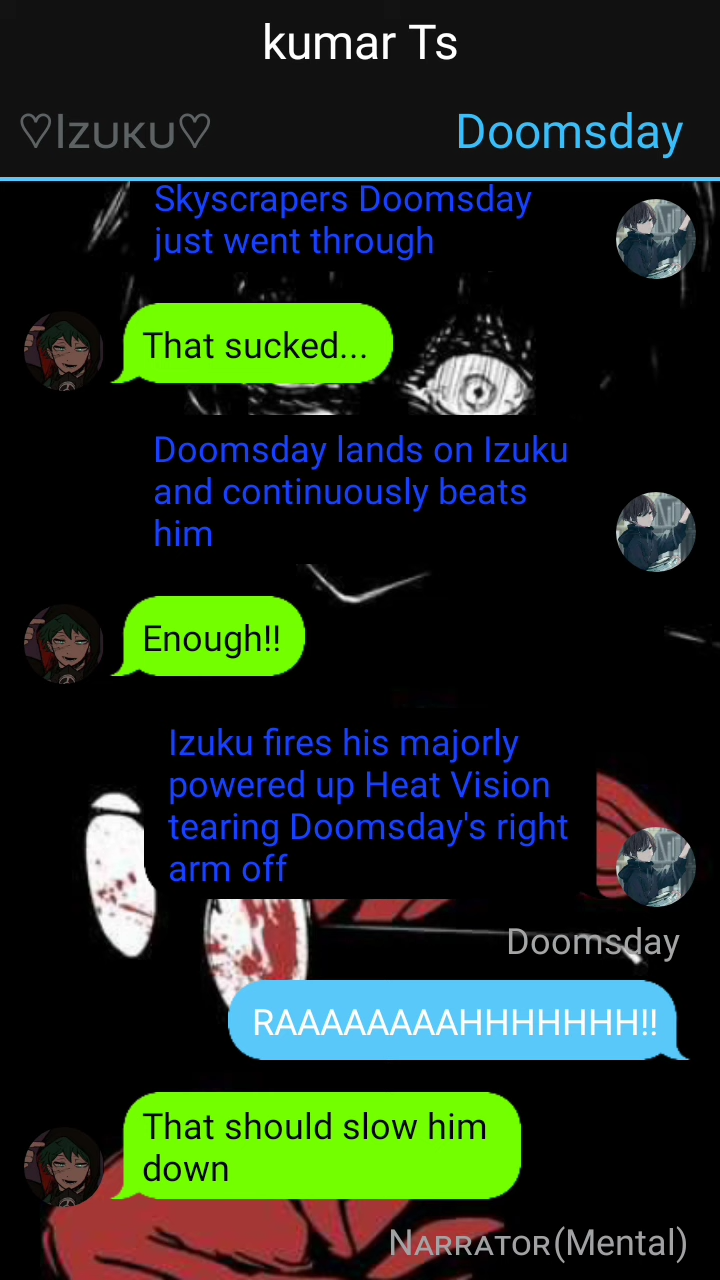 kumar Ts
♡Iᴢᴜᴋᴜ♡
Doomsday
Skyscrapers Doomsday
just went through
That sucked...
Doomsday lands on Izuku
and continuously beats
him
Enough!!
Izuku fires his majorly
powered up Heat Vision
tearing Doomsday's right
arm off
Doomsday
RAAAAAAAAHHHHHHH!!
That should slow him
down
Nᴀʀʀᴀᴛᴏʀ(Mental)